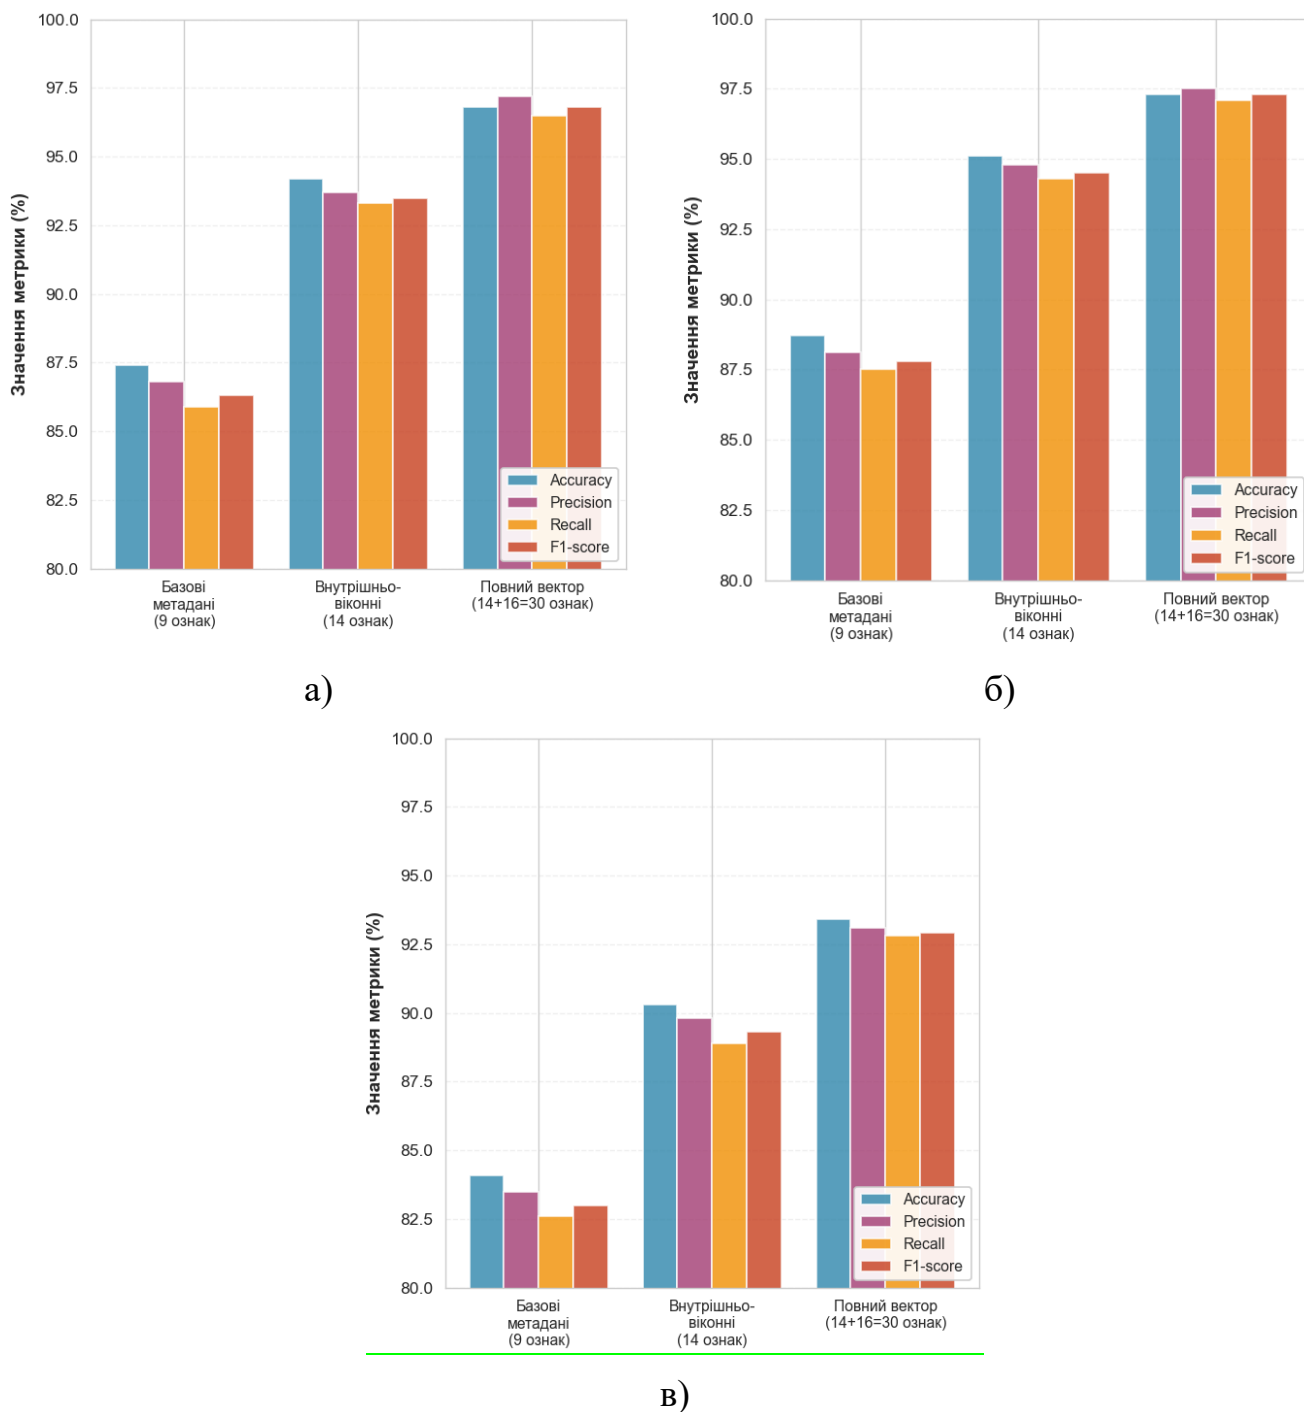 100.0
97.5
95.0
92.5
90.0
87.5
85.0
82.5
80.0
Значення метрики (%)
Accuracy
Precision
Recall
F1-score
Базові
метадані
(9 ознак)
Внутрішньо-
віконні
(14 ознак)
Повний вектор
(14+16=30 ознак)
а)
100.0
97.5
95.0
92.5
90.0
87.5
85.0
82.5
80.0
Значення метрики (%)
Accuracy
Precision
Recall
F1-score
Базові
метадані
(9 ознак)
Внутрішньо-
віконні
(14 ознак)
Повний вектор
(14+16=30 ознак)
б)
100.0
97.5
95.0
92.5
90.0
87.5
85.0
82.5
80.0
Значення метрики (%)
Accuracy
Precision
Recall
F1-score
Базові
метадані
(9 ознак)
Внутрішньо-
віконні
(14 ознак)
Повний вектор
(14+16=30 ознак)
в)